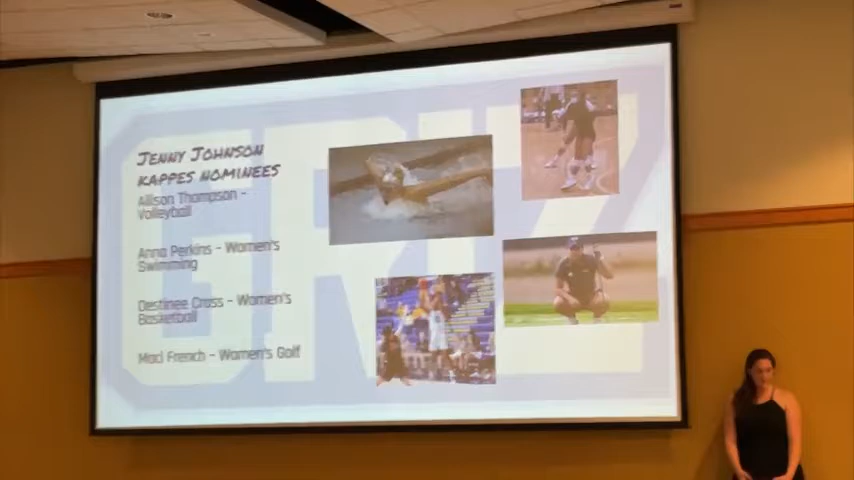 JENNY JOHNSON
KAPPES NOMINEES
Allison Thompson -
Volleyball
Anna Perkins - Women's
Swimming
Destinee Cross - Women's
Basketball
Maci French - Women's Golf
GRIZ